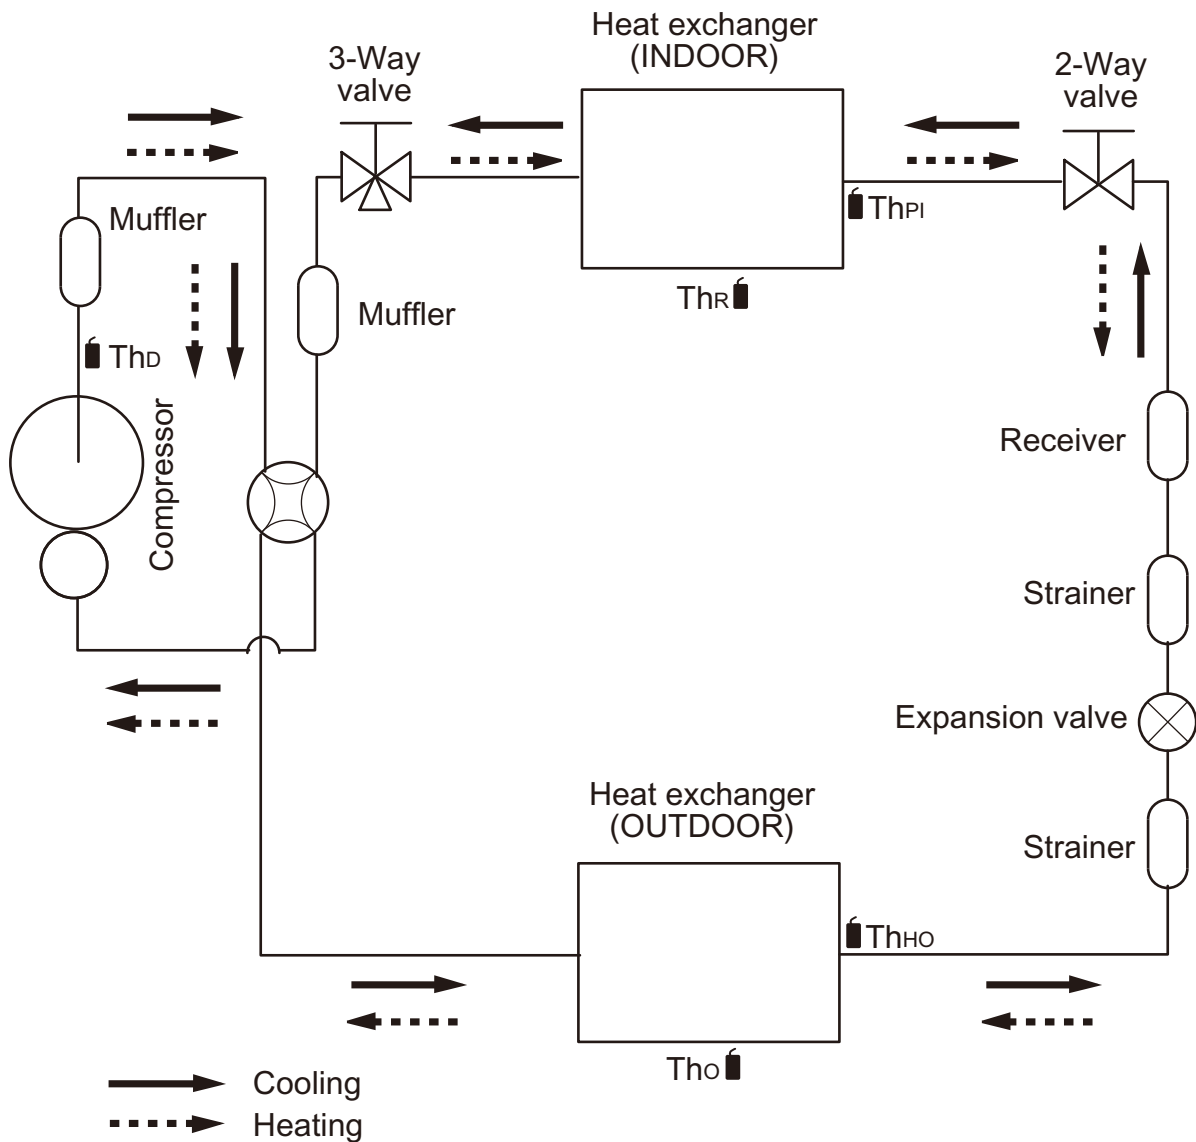 Heat exchanger
(INDOOR)
3-Way
valve
2-Way
valve
Muffler
ThPI
ThR
Muffler
ThD
Compressor
Receiver
Strainer
Expansion valve
Heat exchanger
(OUTDOOR)
Strainer
ThHO
ThO
Cooling
Heating